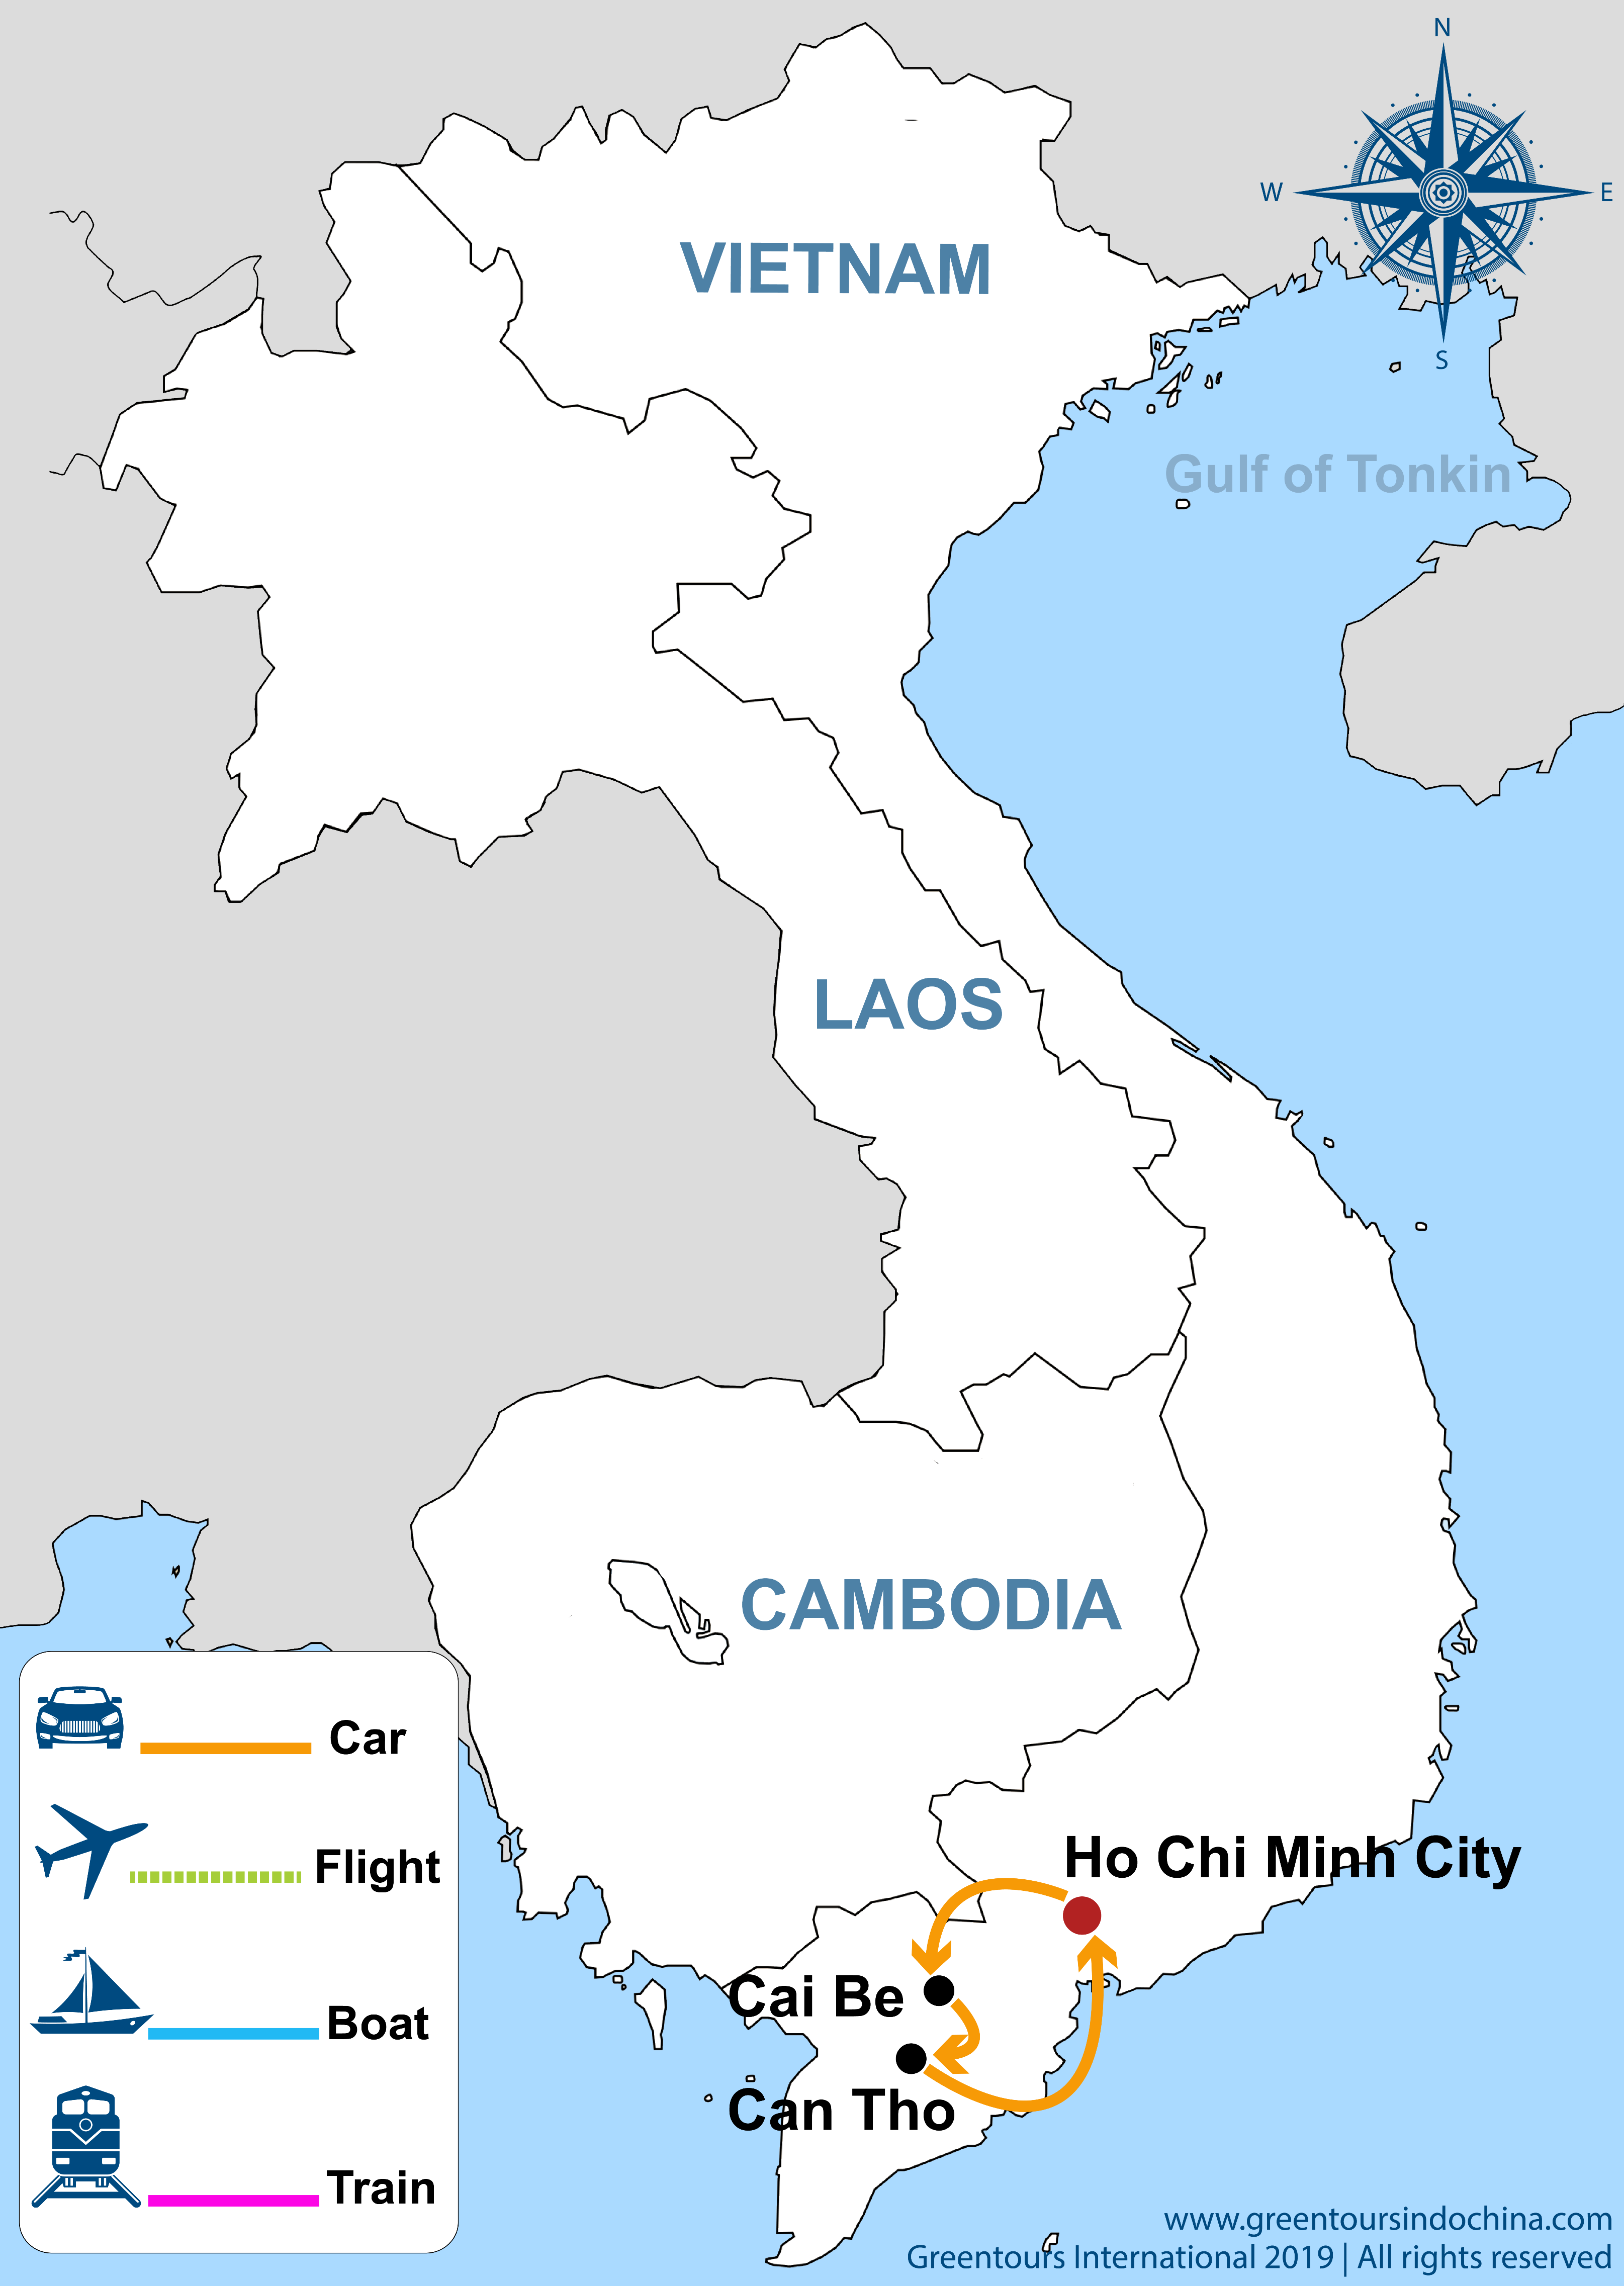 N
W
E
S
VIETNAM
Gulf of Tonkin
LAOS
CAMBODIA
Car
Flight
Boat
Train
Ho Chi Minh City
Cai Be
Can Tho
www.greentoursindochina.com
Greentours International 2019 | All rights reserved